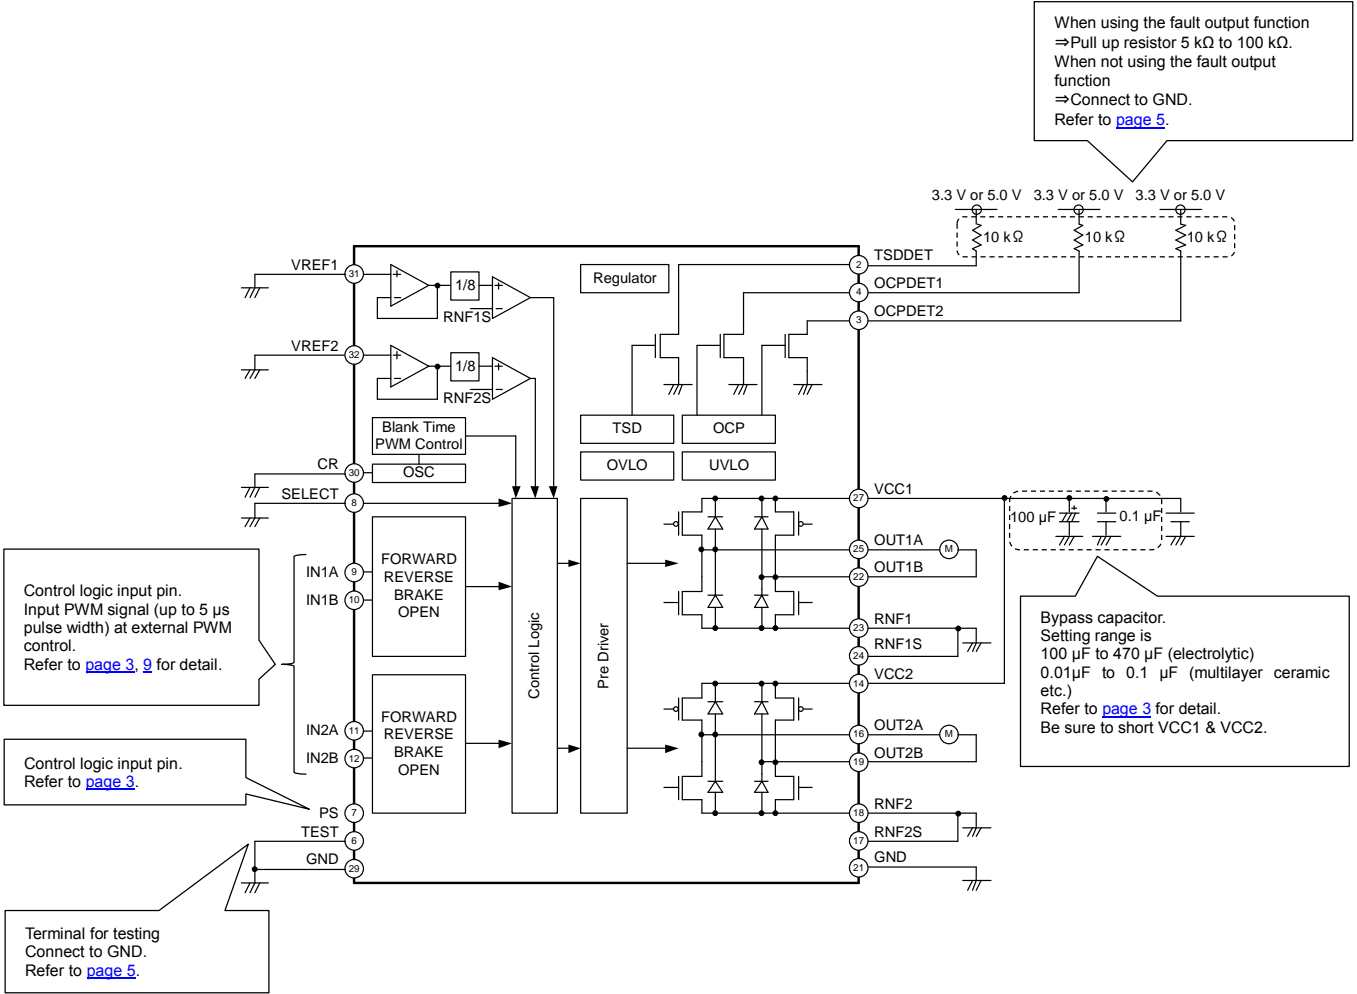 When using the fault output function
⇒Pull up resistor 5 kΩ to 100 kΩ.
When not using the fault output
function
⇒Connect to GND.
Refer to page 5.
3.3 V or 5.0 V
3.3 V or 5.0 V
3.3 V or 5.0 V
10 kΩ
10 kΩ
10 kΩ
VREF1
31
+
−
1/8
+
−
RNF1S
Regulator
2
TSDDET
4
OCPDET1
3
OCPDET2
VREF2
32
+
−
1/8
+
−
RNF2S
Blank Time
PWM Control
OSC
TSD
OCP
OVLO
UVLO
CR
30
SELECT
8
27
VCC1
100 µF
+
0.1 µF
Control logic input pin.
Input PWM signal (up to 5 µs
pulse width) at external PWM
control.
Refer to page 3, 9 for detail.
IN1A
9
IN1B
10
FORWARD
REVERSE
BRAKE
OPEN
Control Logic
Pre Driver
25
OUT1A
M
22
OUT1B
23
RNF1
24
RNF1S
14
VCC2
Bypass capacitor.
Setting range is
100 µF to 470 µF (electrolytic)
0.01µF to 0.1 µF (multilayer ceramic
etc.)
Refer to page 3 for detail.
Be sure to short VCC1 & VCC2.
IN2A
11
IN2B
12
FORWARD
REVERSE
BRAKE
OPEN
16
OUT2A
M
19
OUT2B
Control logic input pin.
Refer to page 3.
PS
7
TEST
6
GND
29
18
RNF2
17
RNF2S
21
GND
Terminal for testing
Connect to GND.
Refer to page 5.